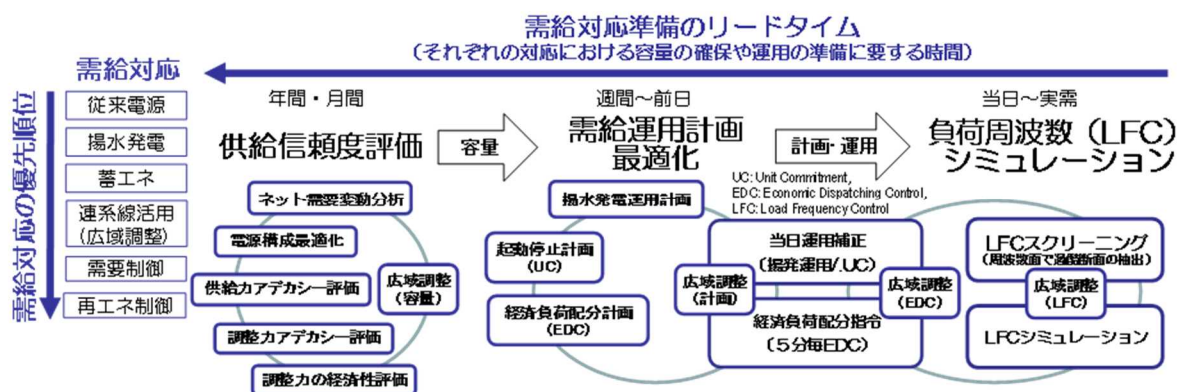 需給対応準備のリードタイム
(それぞれの対応における容量の確保や運用の準備に要する時間)
需給対応
需給対応の優先順位
従来電源
揚水発電
蓄エネ
連系線活用
(広域調整)
需要制御
再エネ制御
年間・月間
供給信頼度評価
容量
ネット需要変動分析
電源構成最適化
供給力アデカシー評価
調整力アデカシー評価
調整力の経済性評価
広域調整
(容量)
週間～前日
需給運用計画
最適化
計画・運用
揚水発電運用計画
起動停止計画
(UC)
経済負荷配分計画
(EDC)
広域調整
(計画)
UC: Unit Commitment,
EDC: Economic Dispatching Control,
LFC: Load Frequency Control
当日運用補正
(揚発運用/UC)
経済負荷配分指令
(5分毎EDC)
広域調整
(EDC)
当日～実需
負荷周波数 (LFC)
シミュレーション
LFCスクリーニング
(周波数面で過酷断面の抽出)
広域調整
(LFC)
LFCシミュレーション